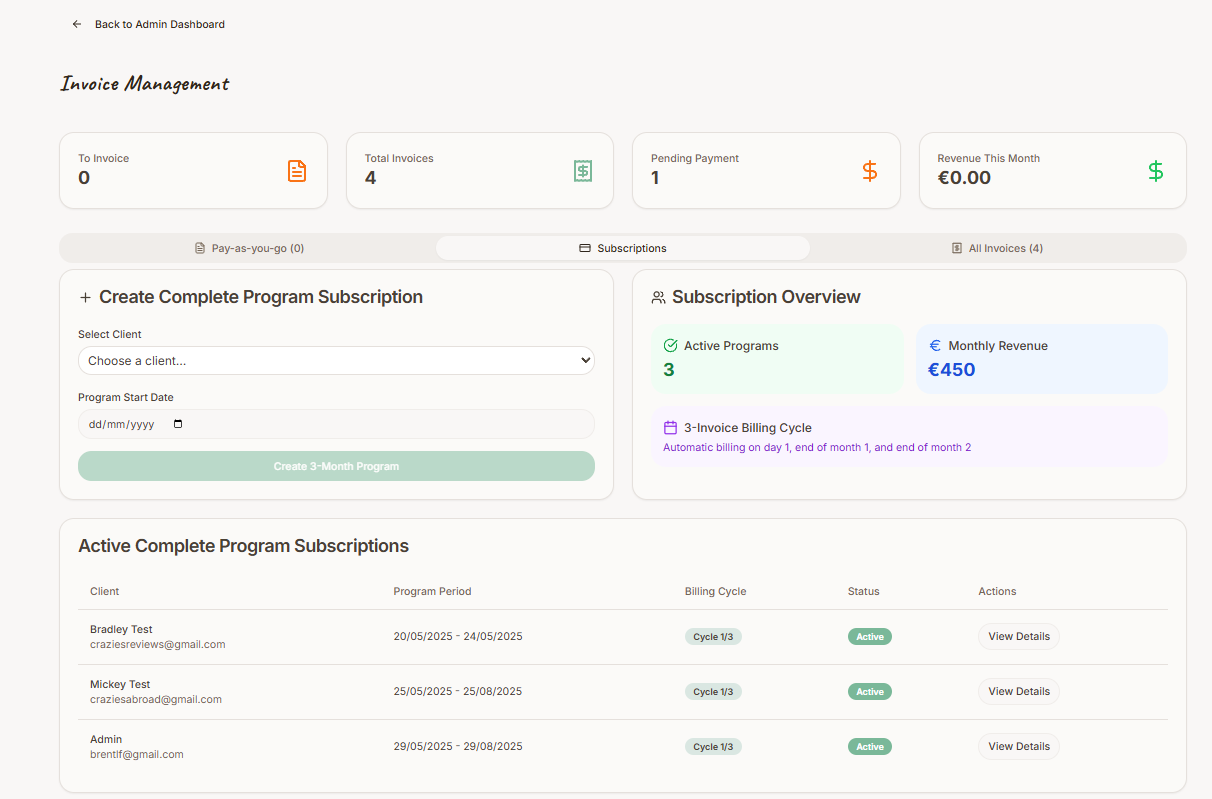 Back to Admin Dashboard
Invoice Management
To Invoice
0
Total Invoices
4
Pending Payment
1
Revenue This Month
€0.00
Pay-as-you-go (0)
Subscriptions
All Invoices (4)
Create Complete Program Subscription
Select Client
Choose a client...
Program Start Date
dd/mm/yyyy
Create 3-Month Program
Subscription Overview
Active Programs
3
Monthly Revenue
€450
3-Invoice Billing Cycle
Automatic billing on day 1, end of month 1, and end of month 2
Active Complete Program Subscriptions
Client Program Period Billing Cycle Status Actions
Bradley Test
craziesreviews@gmail.com
20/05/2025 - 24/05/2025 Cycle 1/3 Active View Details
Mickey Test
craziesabroad@gmail.com
25/05/2025 - 25/08/2025 Cycle 1/3 Active View Details
Admin
brentlf@gmail.com
29/05/2025 - 29/08/2025 Cycle 1/3 Active View Details